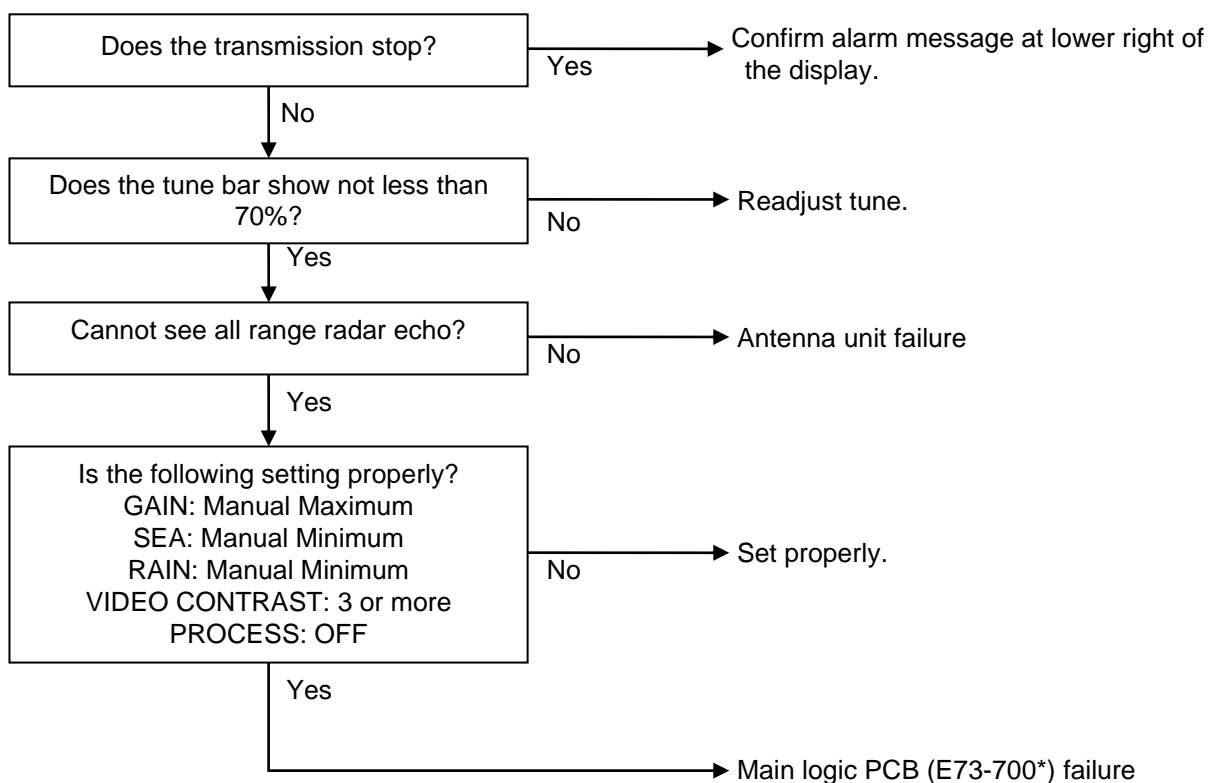 Does the transmission stop?
Yes
Confirm alarm message at lower right of
the display.
No
Does the tune bar show not less than
70%?
No
Readjust tune.
Yes
Cannot see all range radar echo?
No
Antenna unit failure
Yes
Is the following setting properly?
GAIN: Manual Maximum
SEA: Manual Minimum
RAIN: Manual Minimum
VIDEO CONTRAST: 3 or more
PROCESS: OFF
No
Set properly.
Yes
Main logic PCB (E73-700*) failure